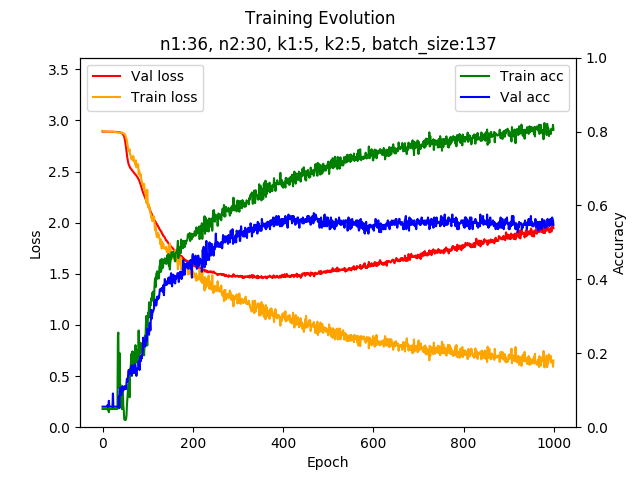 Training Evolution
n1:36, n2:30, k1:5, k2:5, batch_size:137
Val loss
Train loss
Train acc
Val acc
3.5
3.0
2.5
2.0
1.5
1.0
0.5
0.0
Loss
1.0
0.8
0.6
0.4
0.2
0.0
Accuracy
0
200
400
600
800
1000
Epoch